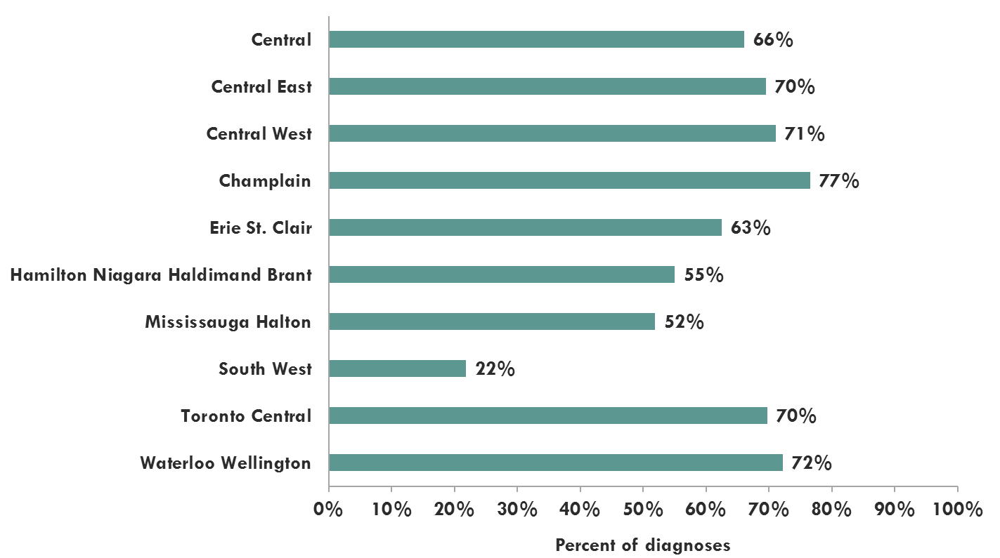 Central 66%
Central East 70%
Central West 71%
Champlain 77%
Erie St. Clair 63%
Hamilton Niagara Haldimand Brant 55%
Mississauga Halton 52%
South West 22%
Toronto Central 70%
Waterloo Wellington 72%
0% 10% 20% 30% 40% 50% 60% 70% 80% 90% 100%
Percent of diagnoses